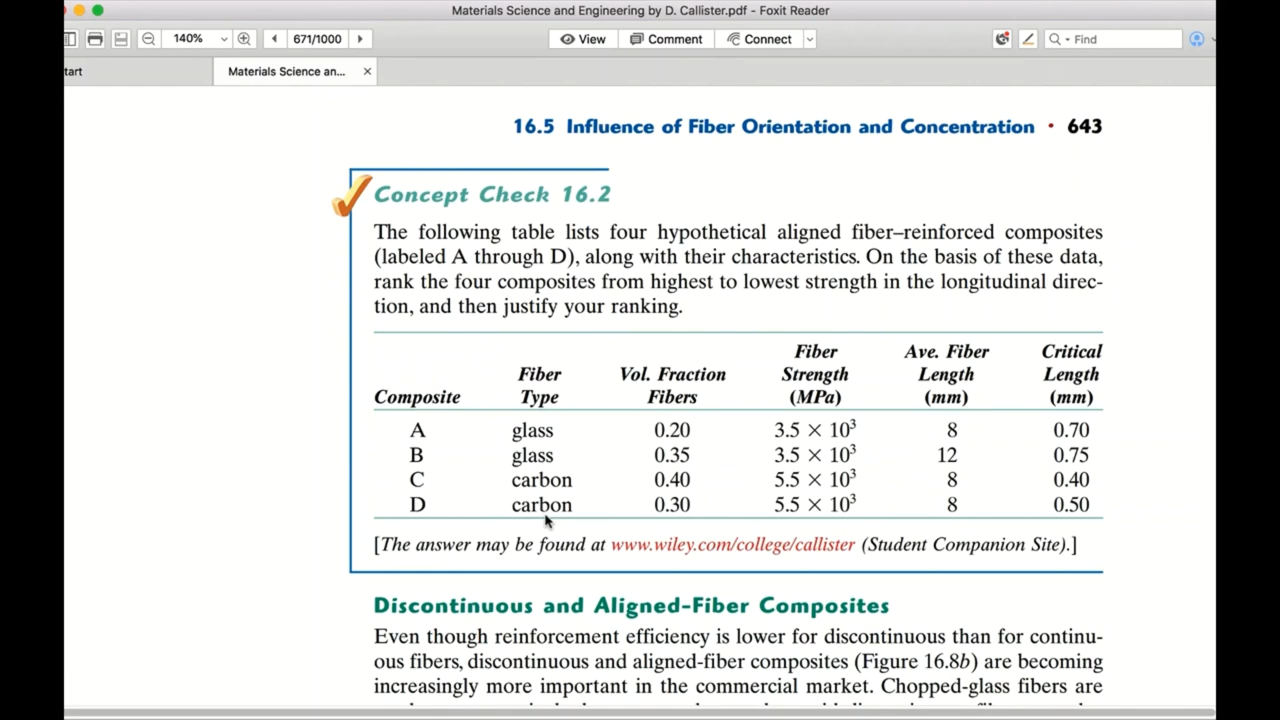 Materials Science and Engineering by D. Callister.pdf - Foxit Reader
140%
671/1000
View
Comment
Connect
Find
tart
Materials Science an...
16.5 Influence of Fiber Orientation and Concentration • 643
Concept Check 16.2
The following table lists four hypothetical aligned fiber–reinforced composites
(labeled A through D), along with their characteristics. On the basis of these data,
rank the four composites from highest to lowest strength in the longitudinal direc-
tion, and then justify your ranking.
Fiber Ave. Fiber Critical
Fiber Vol. Fraction Strength Length Length
Composite Type Fibers (MPa) (mm) (mm)
A glass 0.20 3.5 × 10³ 8 0.70
B glass 0.35 3.5 × 10³ 12 0.75
C carbon 0.40 5.5 × 10³ 8 0.40
D carbon 0.30 5.5 × 10³ 8 0.50
[The answer may be found at www.wiley.com/college/callister (Student Companion Site).]
Discontinuous and Aligned-Fiber Composites
Even though reinforcement efficiency is lower for discontinuous than for continu-
ous fibers, discontinuous and aligned-fiber composites (Figure 16.8b) are becoming
increasingly more important in the commercial market. Chopped-glass fibers are